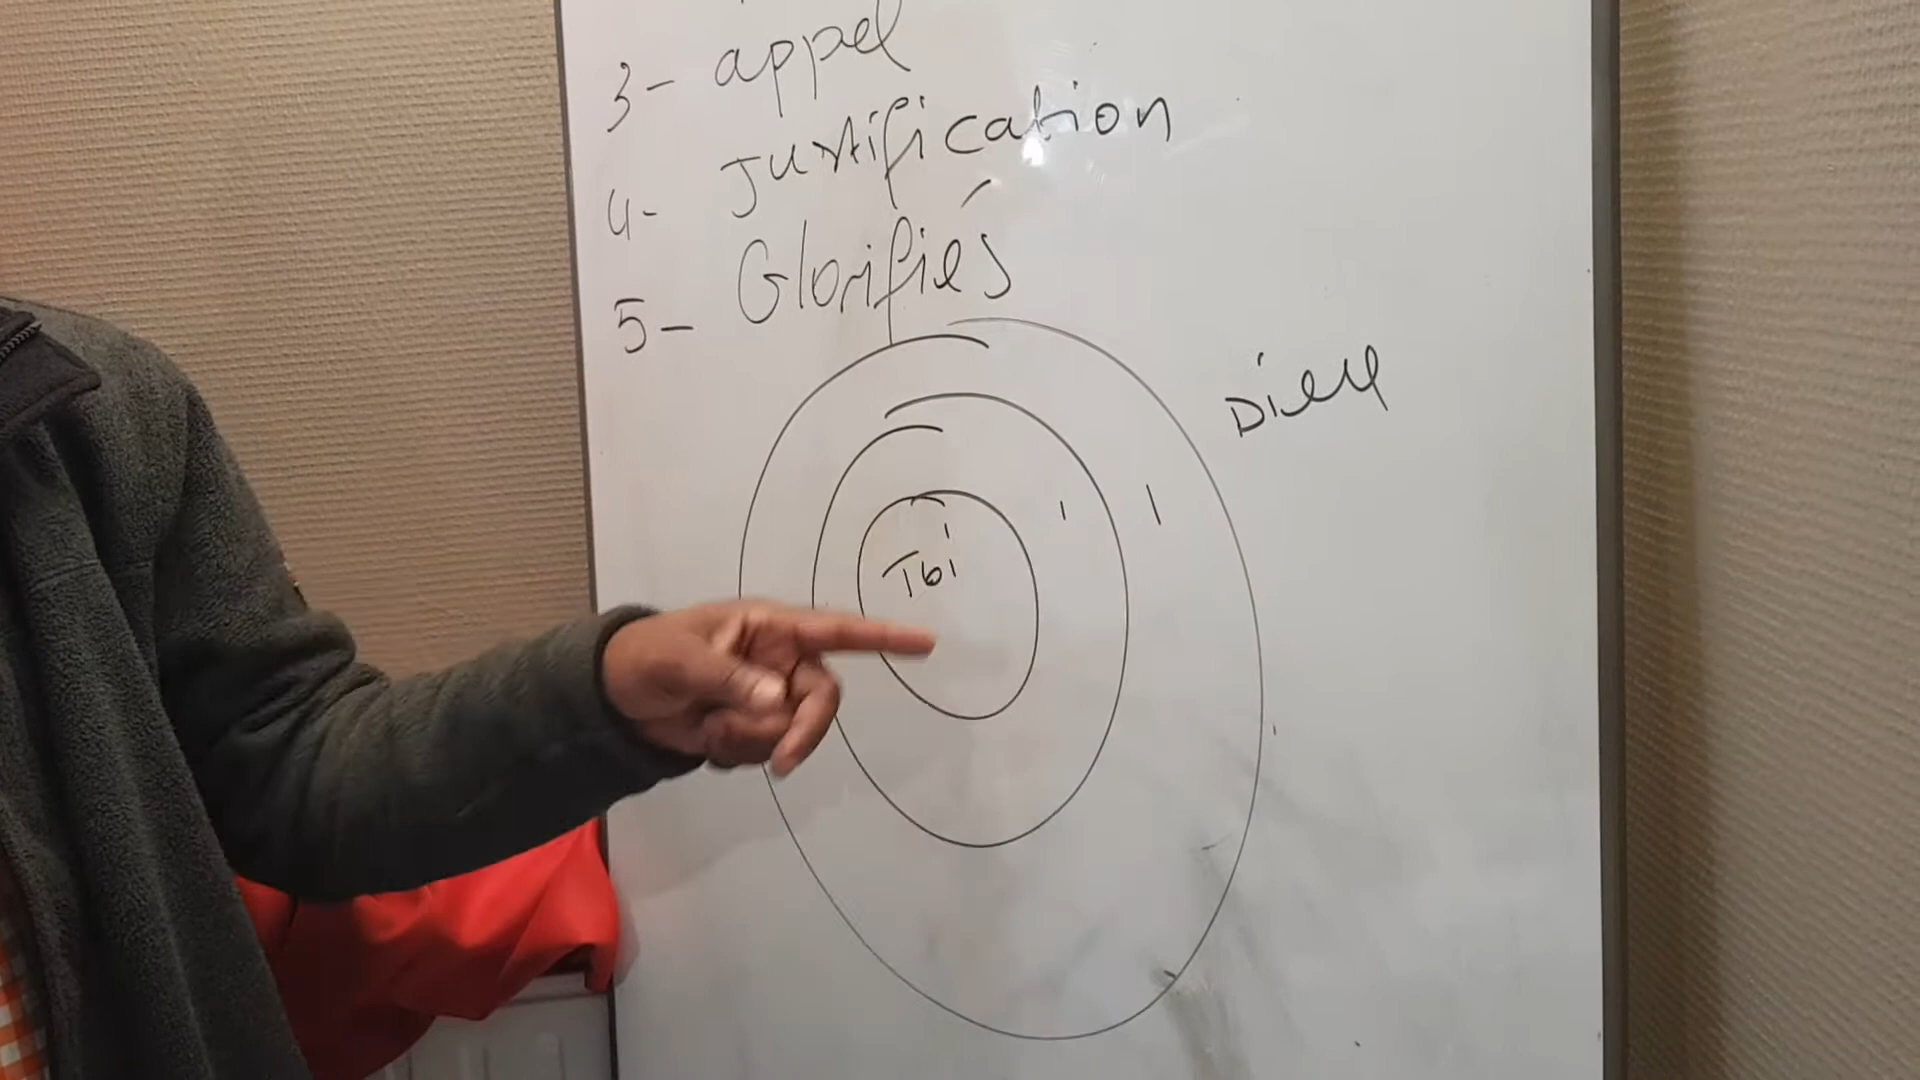 3- appel
4- Justification
5- Glorifiés
Dieu
Toi